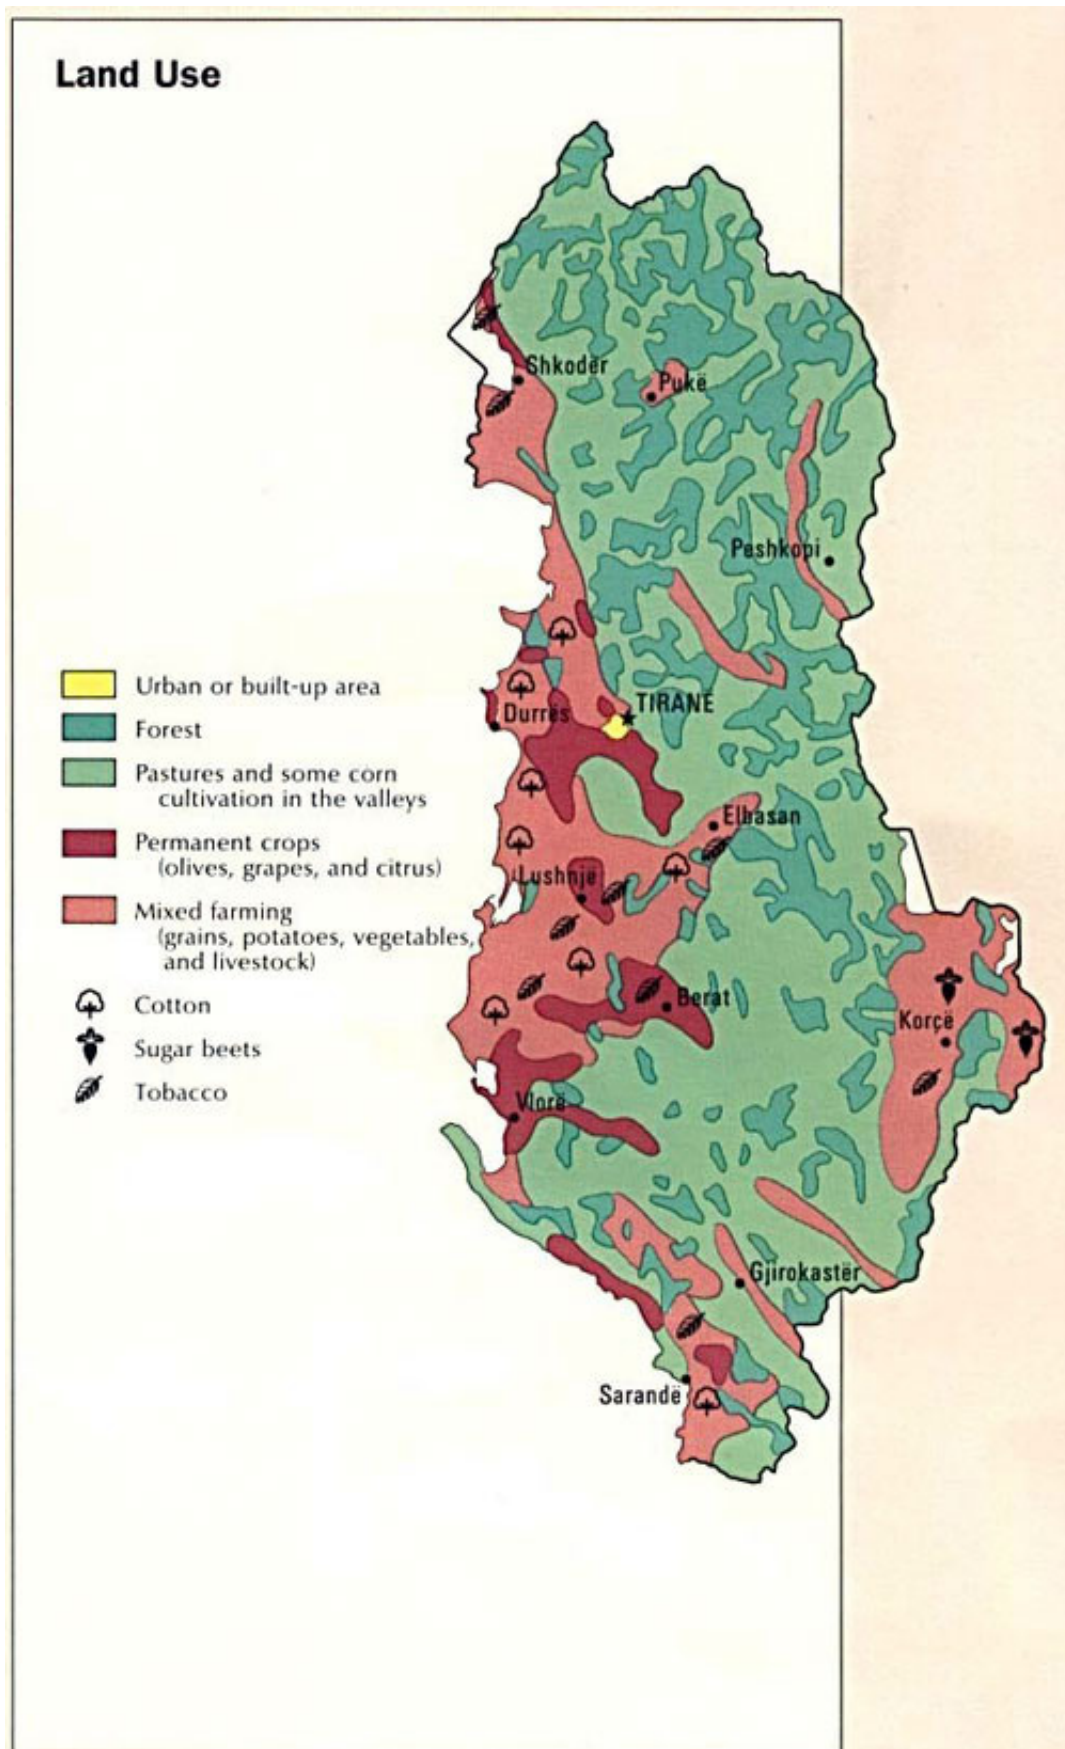 Land Use
Shkodër
Pukë
Peshkopi
TIRANË
Durrës
Elbasan
Lushnjë
Berat
Korçë
Vlorë
Gjirokastër
Sarandë
Urban or built-up area
Forest
Pastures and some corn
cultivation in the valleys
Permanent crops
(olives, grapes, and citrus)
Mixed farming
(grains, potatoes, vegetables,
and livestock)
Cotton
Sugar beets
Tobacco